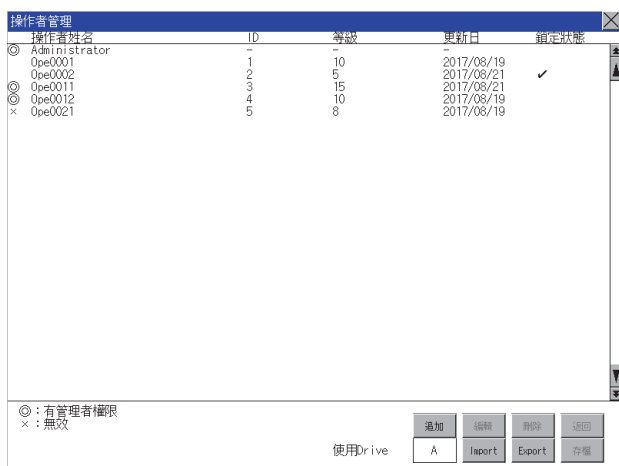 操作者管理
操作者姓名 ID 等級 更新日 鎖定狀態
◎ Administrator - - -
Ope0001 1 10 2017/08/19
Ope0002 2 5 2017/08/21 ✓
◎ Ope0011 3 15 2017/08/21
◎ Ope0012 4 10 2017/08/19
× Ope0021 5 8 2017/08/19
◎：有管理者權限
×：無效
追加 編輯 刪除 返回
使用Drive A Import Export 存檔